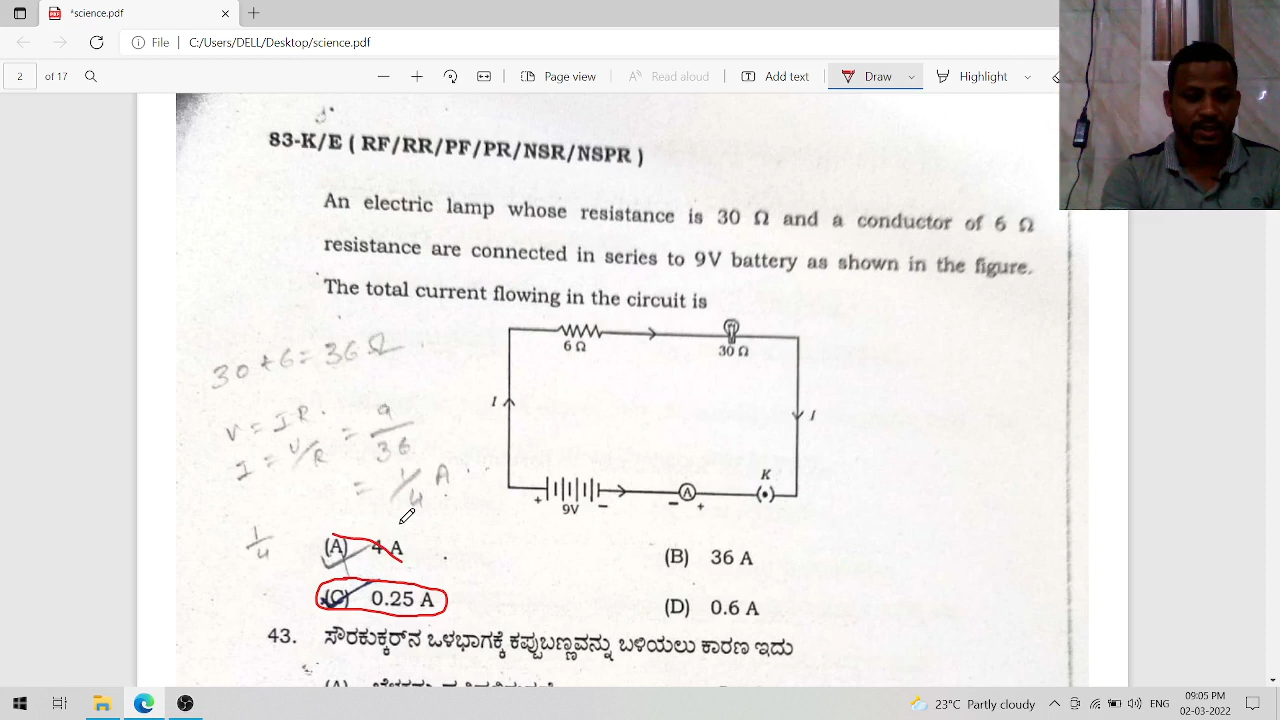 *science.pdf
File | C:/Users/DELL/Desktop/science.pdf
2 of 17 Page view Read aloud Add text Draw Highlight
83-K/E ( RF/RR/PF/PR/NSR/NSPR )
An electric lamp whose resistance is 30 Ω and a conductor of 6 Ω
resistance are connected in series to 9V battery as shown in the figure.
The total current flowing in the circuit is
30 + 6 = 36 Ω
6 Ω
30 Ω
V = IR.
I = V/R = 9/36
= 1/4 A
I
I
K
+ 9V − − A +
1/4
(A) 4 A
(B) 36 A
(C) 0.25 A
(D) 0.6 A
43. ಸೌರಕುಕ್ಕರ್‌ನ ಒಳಭಾಗಕ್ಕೆ ಕಪ್ಪುಬಣ್ಣವನ್ನು ಬಳಿಯಲು ಕಾರಣ ಇದು
(A)
23°C Partly cloudy ENG 09:05 PM
02-03-2022